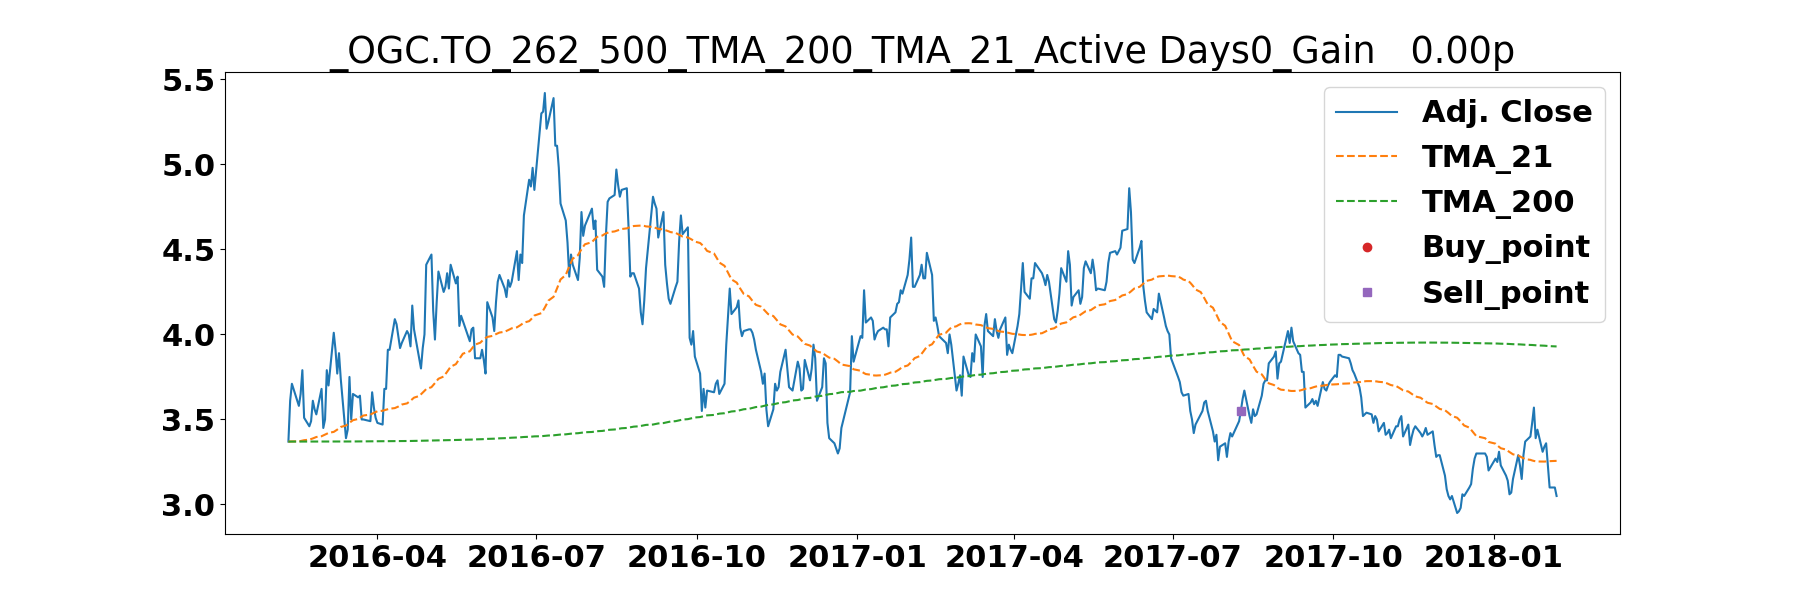 _OGC.TO_262_500_TMA_200_TMA_21_Active Days0_Gain   0.00p
5.5
5.0
4.5
4.0
3.5
3.0
Adj. Close
TMA_21
TMA_200
Buy_point
Sell_point
2016-04 2016-07 2016-10 2017-01 2017-04 2017-07 2017-10 2018-01